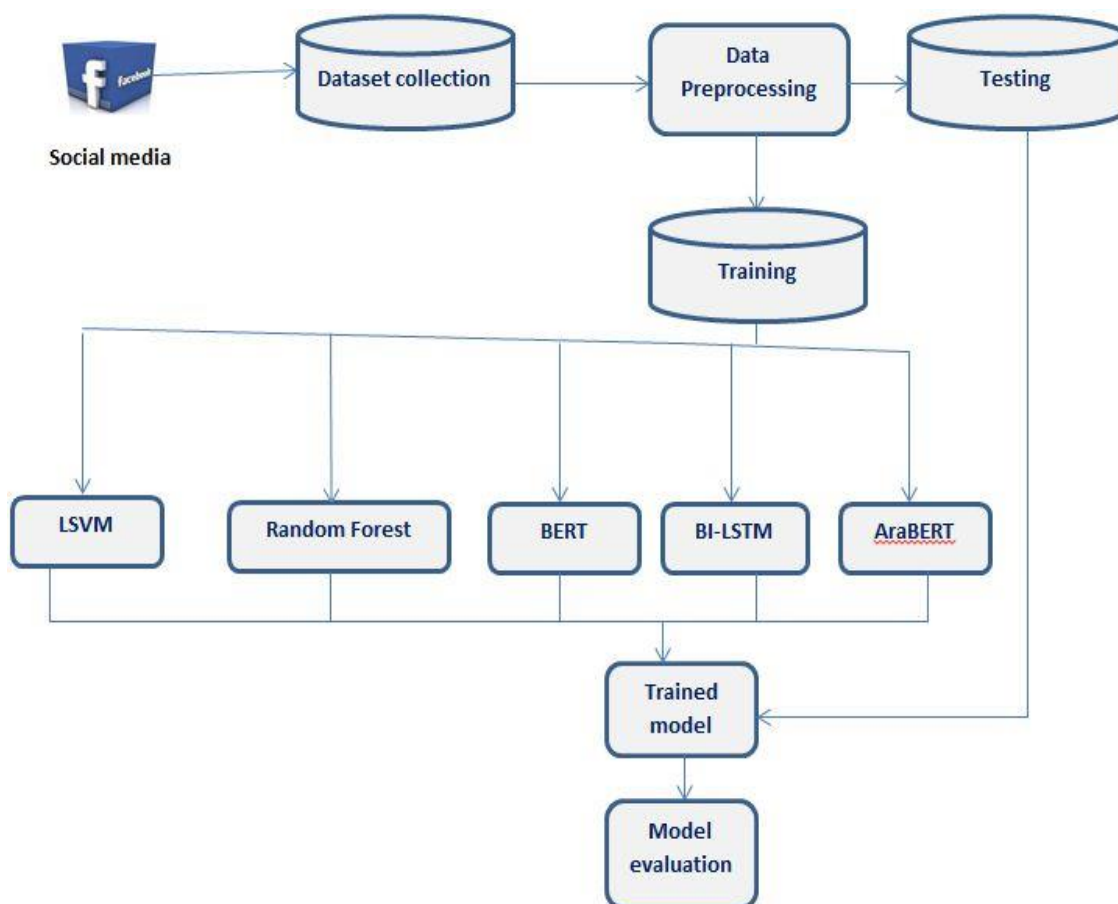 facebook
f
Social media
Dataset collection
Data
Preprocessing
Testing
Training
LSVM
Random Forest
BERT
BI-LSTM
AraBERT
Trained
model
Model
evaluation